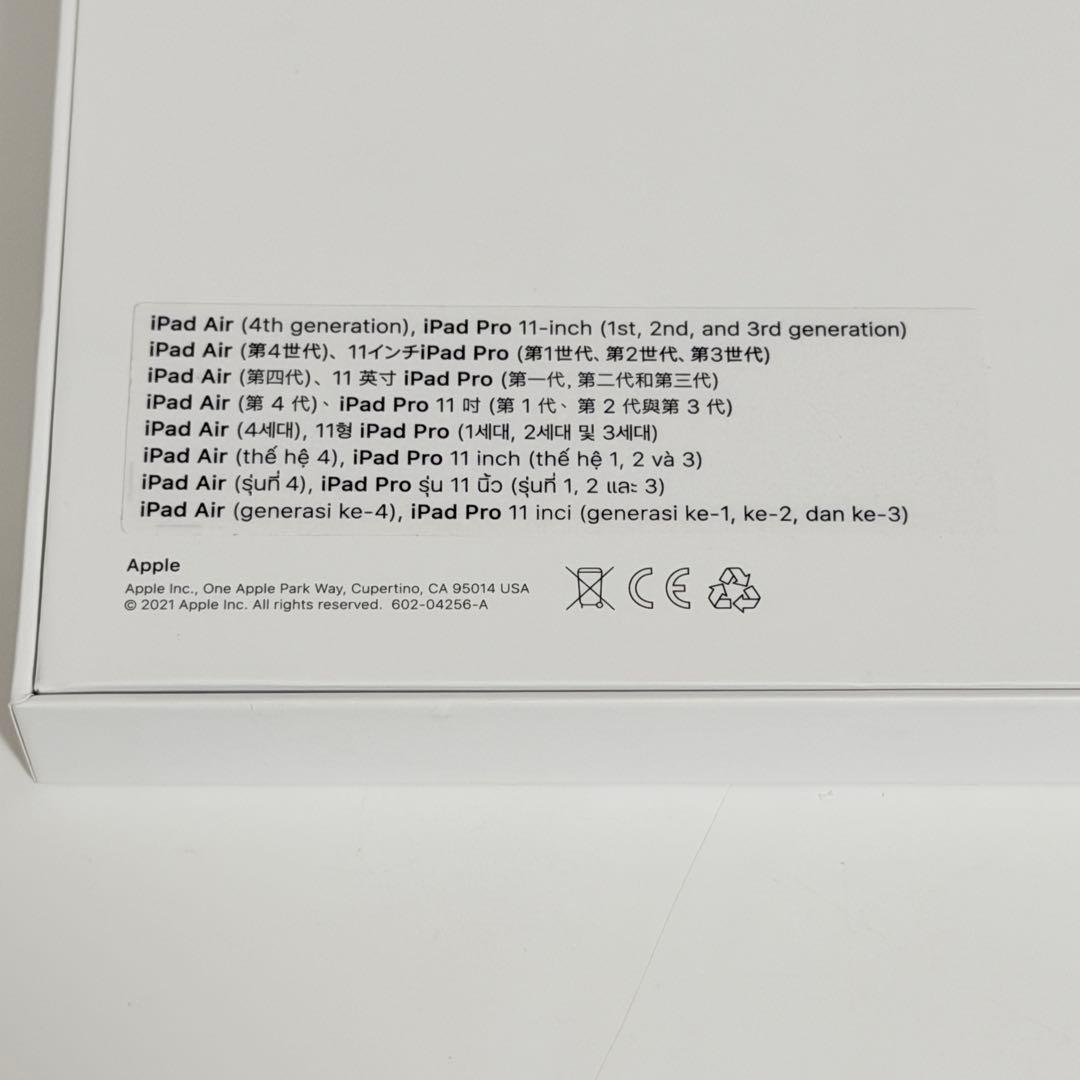 iPad Air (4th generation), iPad Pro 11-inch (1st, 2nd, and 3rd generation)
iPad Air (第4世代)、11インチiPad Pro (第1世代、第2世代、第3世代)
iPad Air (第四代)、11 英寸 iPad Pro (第一代, 第二代和第三代)
iPad Air (第 4 代)、iPad Pro 11 吋 (第 1 代、第 2 代與第 3 代)
iPad Air (4세대), 11형 iPad Pro (1세대, 2세대 및 3세대)
iPad Air (thế hệ 4), iPad Pro 11 inch (thế hệ 1, 2 và 3)
iPad Air (รุ่นที่ 4), iPad Pro รุ่น 11 นิ้ว (รุ่นที่ 1, 2 และ 3)
iPad Air (generasi ke-4), iPad Pro 11 inci (generasi ke-1, ke-2, dan ke-3)
Apple
Apple Inc., One Apple Park Way, Cupertino, CA 95014 USA
© 2021 Apple Inc. All rights reserved. 602-04256-A
CE